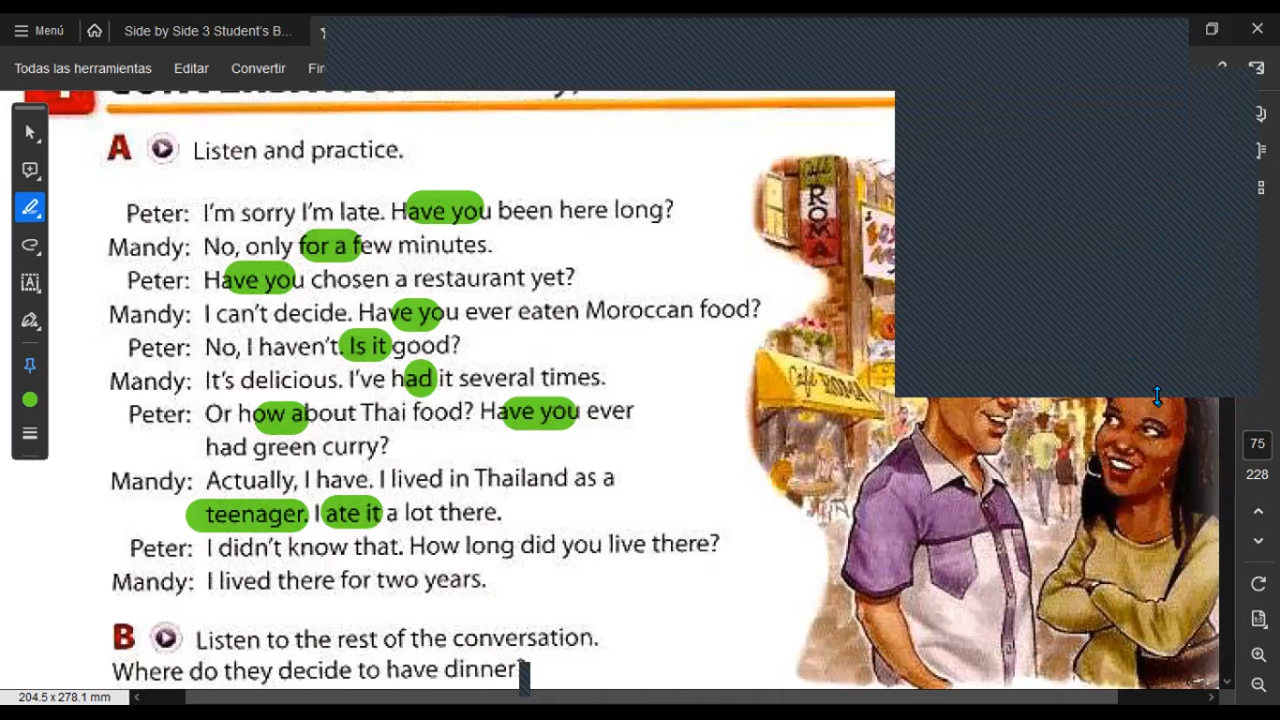 Menú
Side by Side 3 Student's B...
Todas las herramientas
Editar
Convertir
A Listen and practice.
Peter: I'm sorry I'm late. Have you been here long?
Mandy: No, only for a few minutes.
Peter: Have you chosen a restaurant yet?
Mandy: I can't decide. Have you ever eaten Moroccan food?
Peter: No, I haven't. Is it good?
Mandy: It's delicious. I've had it several times.
Peter: Or how about Thai food? Have you ever
had green curry?
Mandy: Actually, I have. I lived in Thailand as a
teenager. I ate it a lot there.
Peter: I didn't know that. How long did you live there?
Mandy: I lived there for two years.
B Listen to the rest of the conversation.
Where do they decide to have dinner?
Café
ROMA
Café ROMA
75
228
204.5 x 278.1 mm